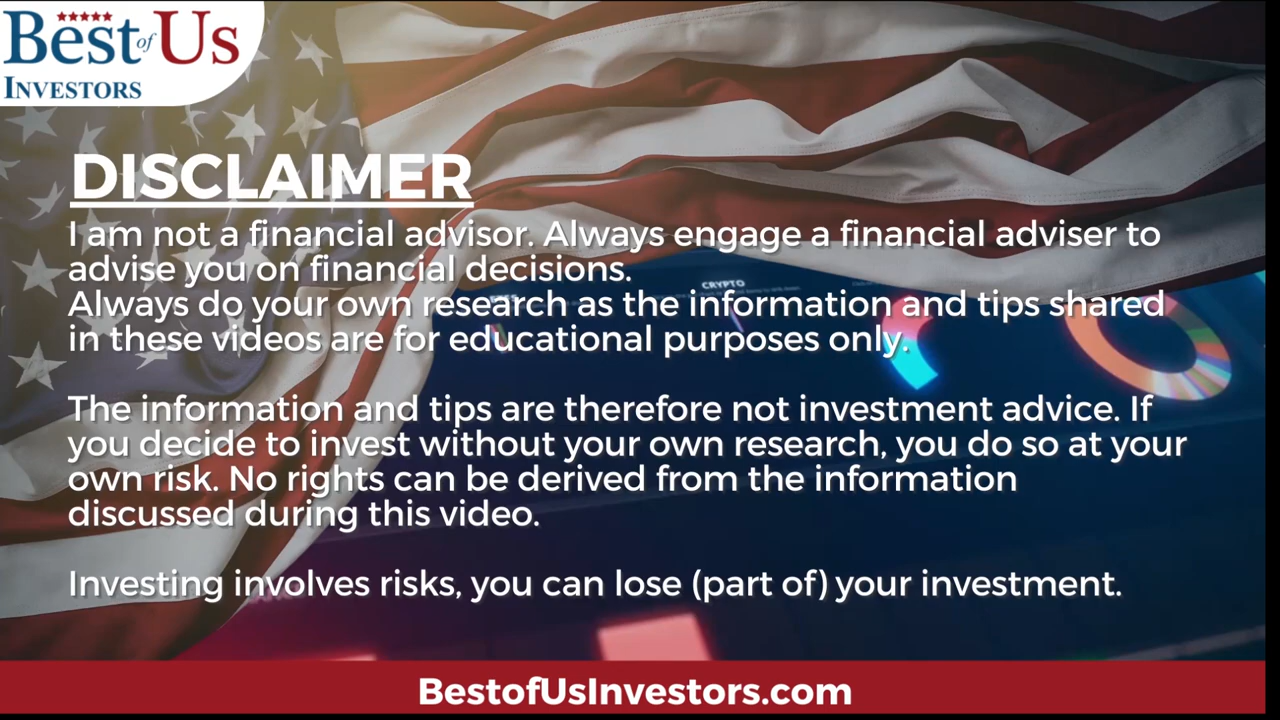 Best of Us
INVESTORS
DISCLAIMER
I am not a financial advisor. Always engage a financial adviser to
advise you on financial decisions.
CRYPTO
Always do your own research as the information and tips shared
in these videos are for educational purposes only.
The information and tips are therefore not investment advice. If
you decide to invest without your own research, you do so at your
own risk. No rights can be derived from the information
discussed during this video.
Investing involves risks, you can lose (part of) your investment.
BestofUsInvestors.com